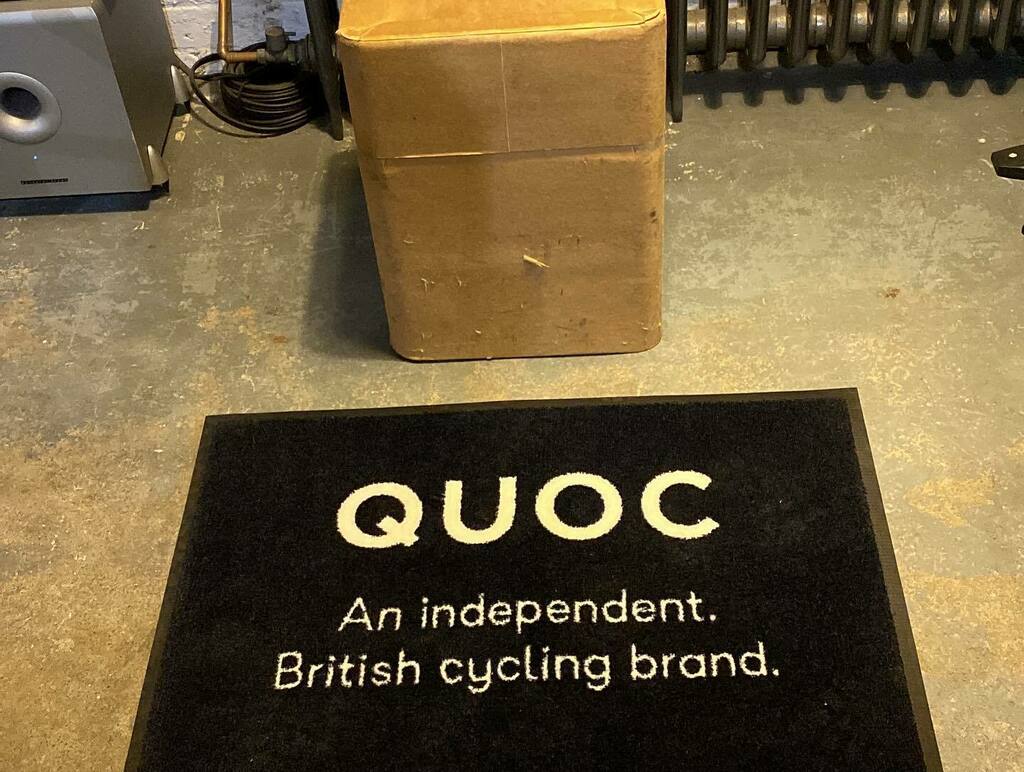 QUOC
An independent.
British cycling brand.